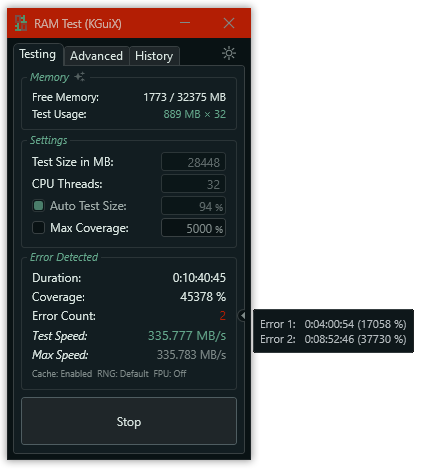 RAM Test (KGuiX)
Testing Advanced History
Memory
Free Memory: 1773 / 32375 MB
Test Usage: 889 MB × 32
Settings
Test Size in MB: 28448
CPU Threads: 32
Auto Test Size: 94 %
Max Coverage: 5000 %
Error Detected
Duration: 0:10:40:45
Coverage: 45378 %
Error Count: 2
Error 1: 0:04:00:54 (17058 %)
Error 2: 0:08:52:46 (37730 %)
Test Speed: 335.777 MB/s
Max Speed: 335.783 MB/s
Cache: Enabled RNG: Default FPU: Off
Stop